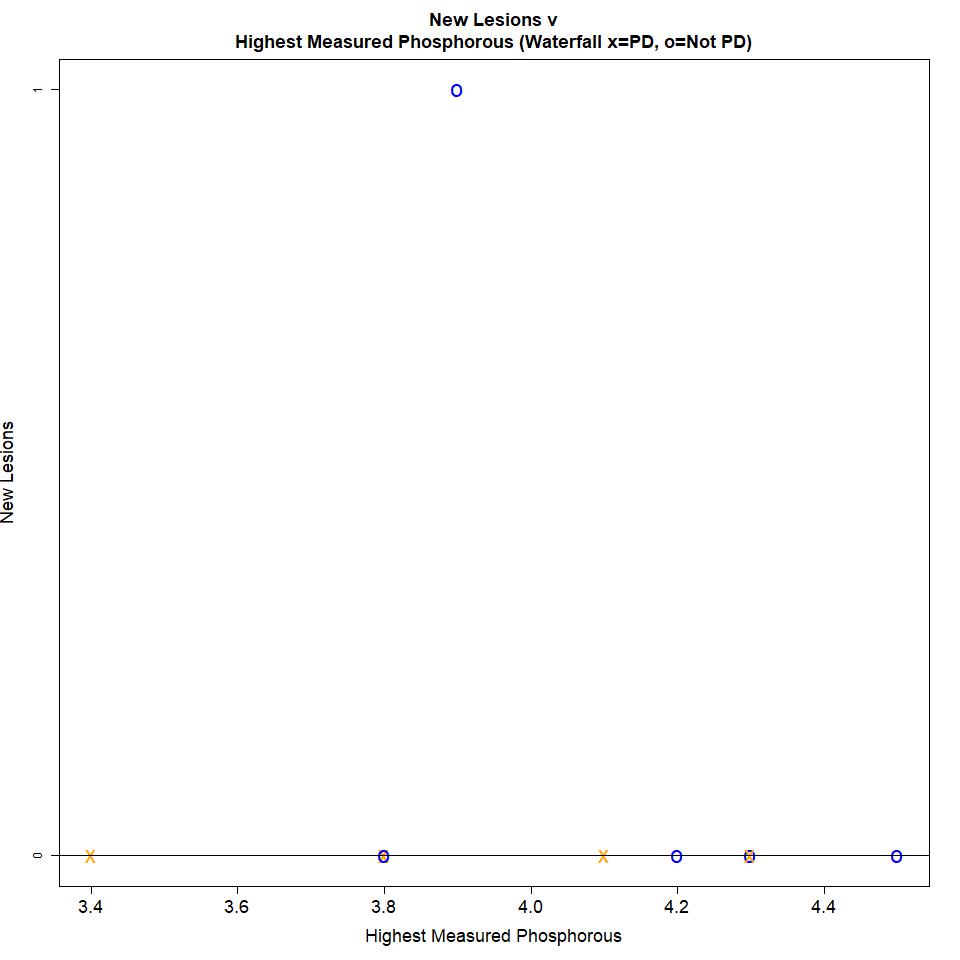 New Lesions v
Highest Measured Phosphorous (Waterfall x=PD, o=Not PD)
1
New Lesions
0
3.4 3.6 3.8 4.0 4.2 4.4
Highest Measured Phosphorous